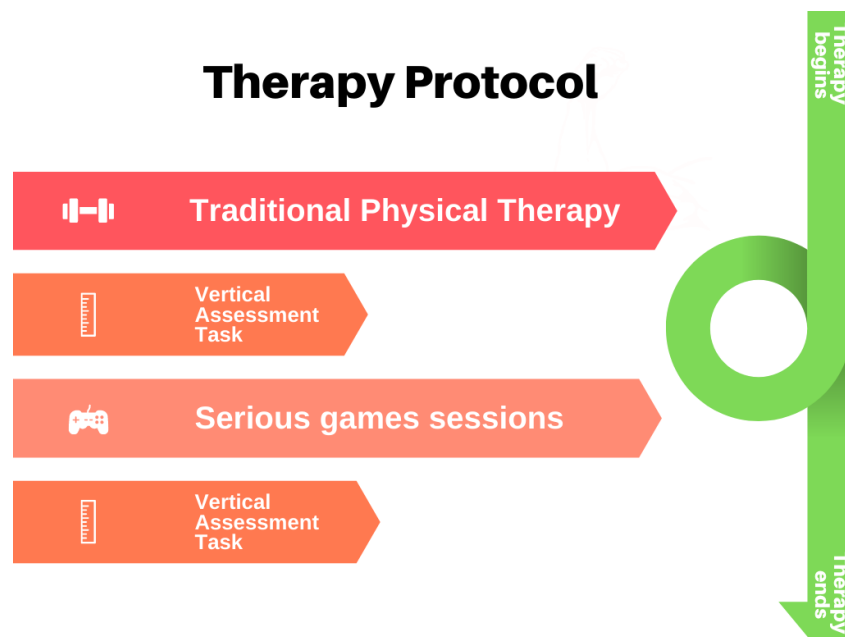 Therapy Protocol
Therapy
begins
Traditional Physical Therapy
Vertical
Assessment
Task
Serious games sessions
Vertical
Assessment
Task
Therapy
ends